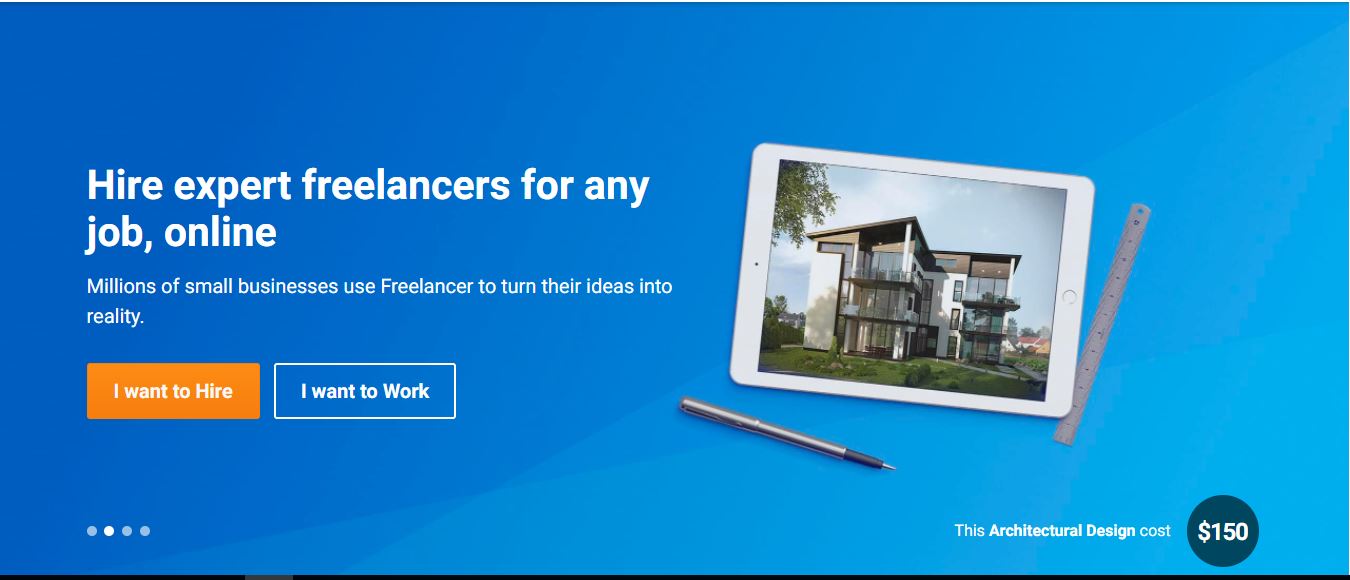 Hire expert freelancers for any
job, online
Millions of small businesses use Freelancer to turn their ideas into
reality.
I want to Hire
I want to Work
This Architectural Design cost
$150